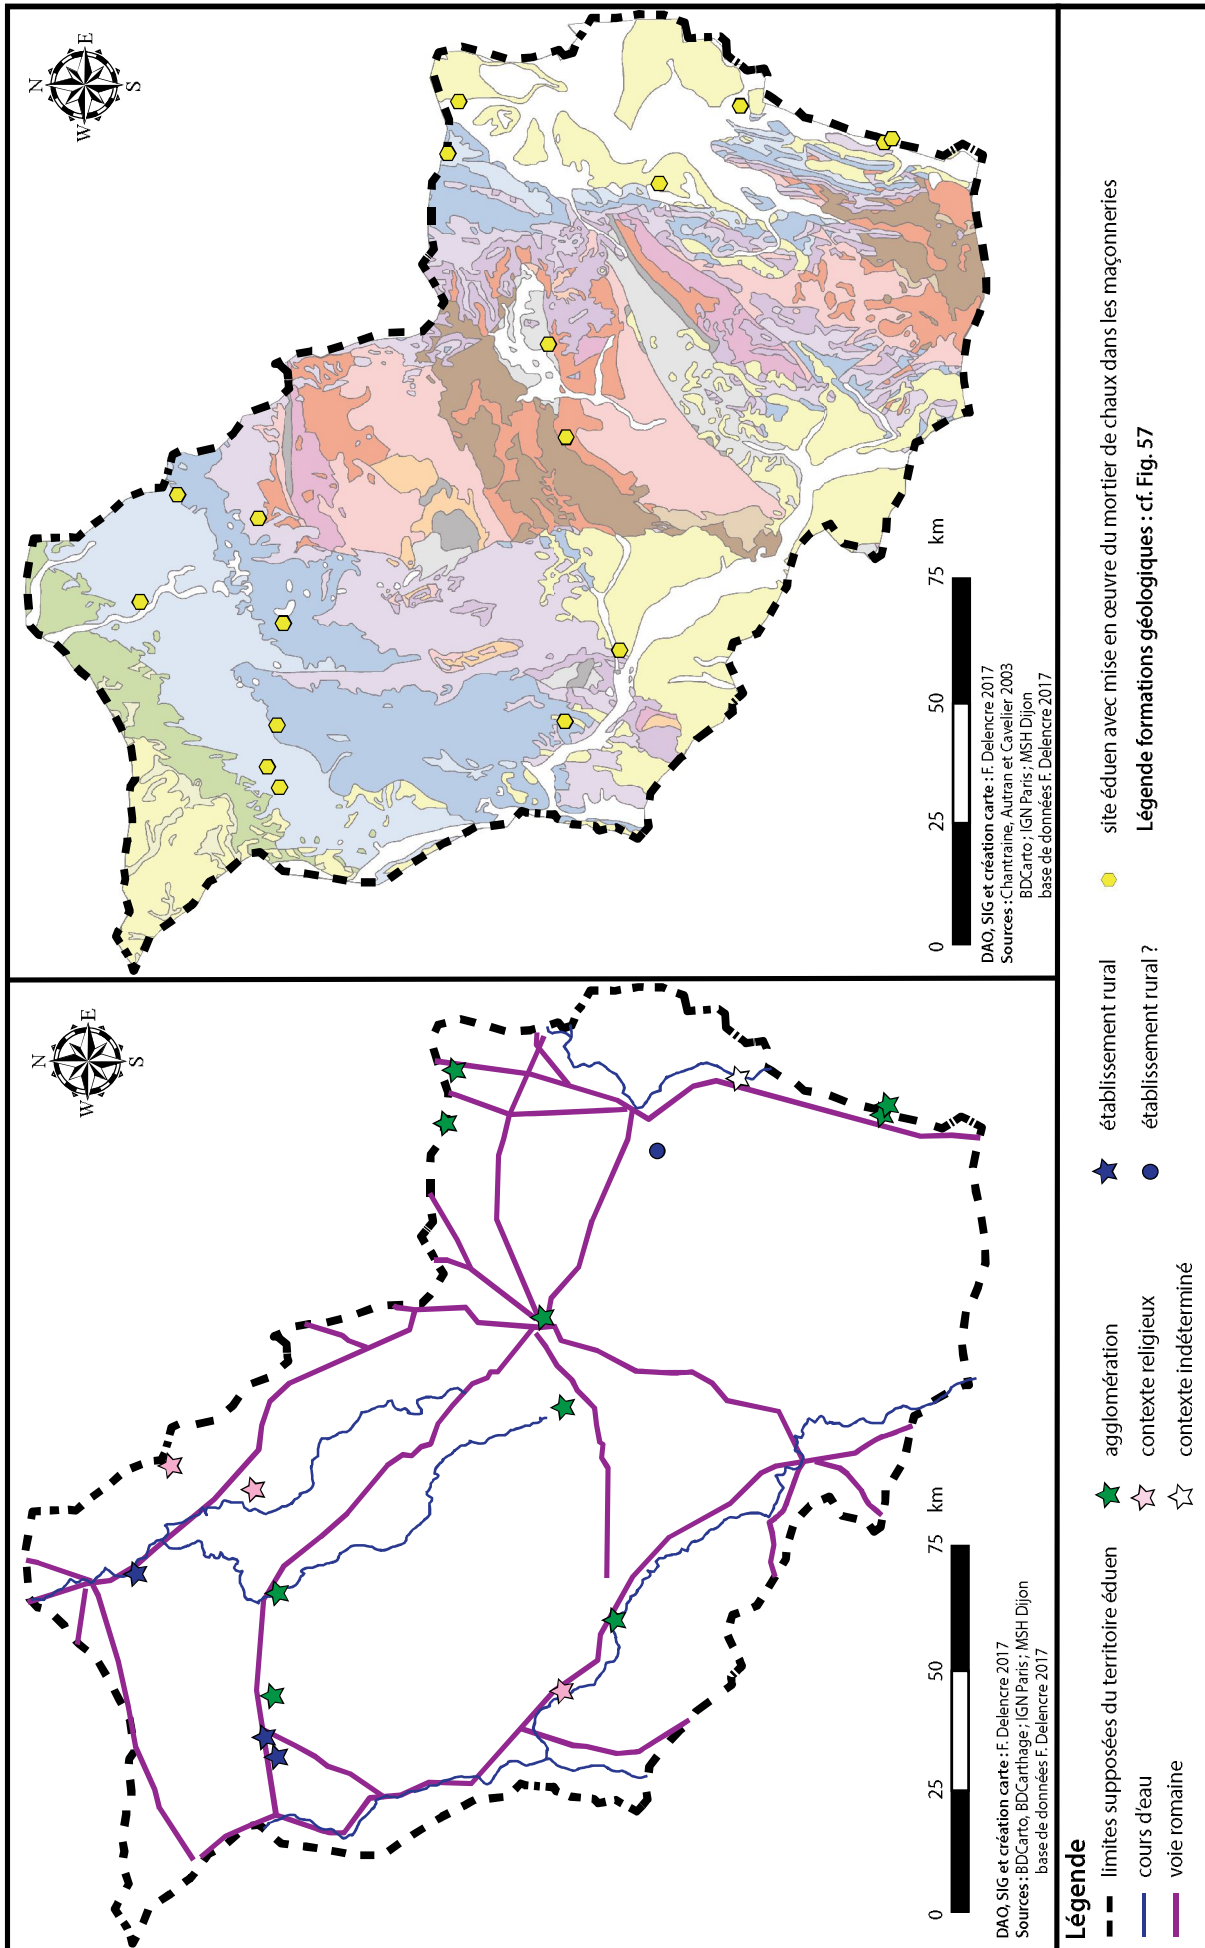 N
E
S
W
0
25
50
75
km
DAO, SIG et création carte : F. Delencre 2017
Sources : BDCarto, BDCarthage ; IGN Paris ; MSH Dijon
base de données F. Delencre 2017
N
E
S
W
0
25
50
75
km
DAO, SIG et création carte : F. Delencre 2017
Sources : Chantraine, Autran et Cavelier 2003
BDCarto ; IGN Paris ; MSH Dijon
base de données F. Delencre 2017
Légende
limites supposées du territoire éduen
cours d'eau
voie romaine
agglomération
contexte religieux
contexte indéterminé
établissement rural
établissement rural ?
site éduen avec mise en œuvre du mortier de chaux dans les maçonneries
Légende formations géologiques : cf. Fig. 57